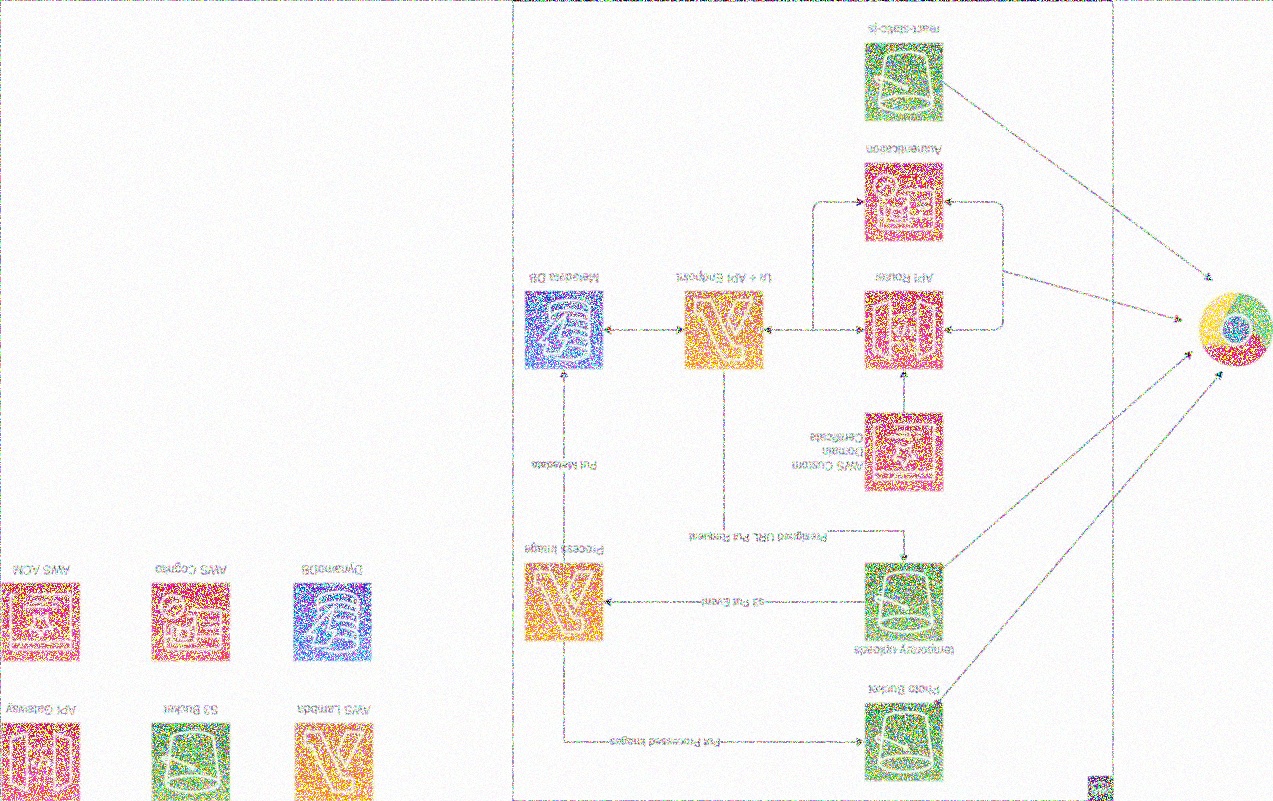 Put Processed Images
AWS Lambda
S3 Bucket
API Gateway
Photo Bucket
temporary-uploads
s3 Put Event
DynamoDB
AWS Cognito
AWS ACM
Process Image
Presigned URL Put Request
AWS Custom
Domain
Certificate
Put Metadata
API Router
Ui + API Endpoint
Metadata DB
Authentication
react-static-js